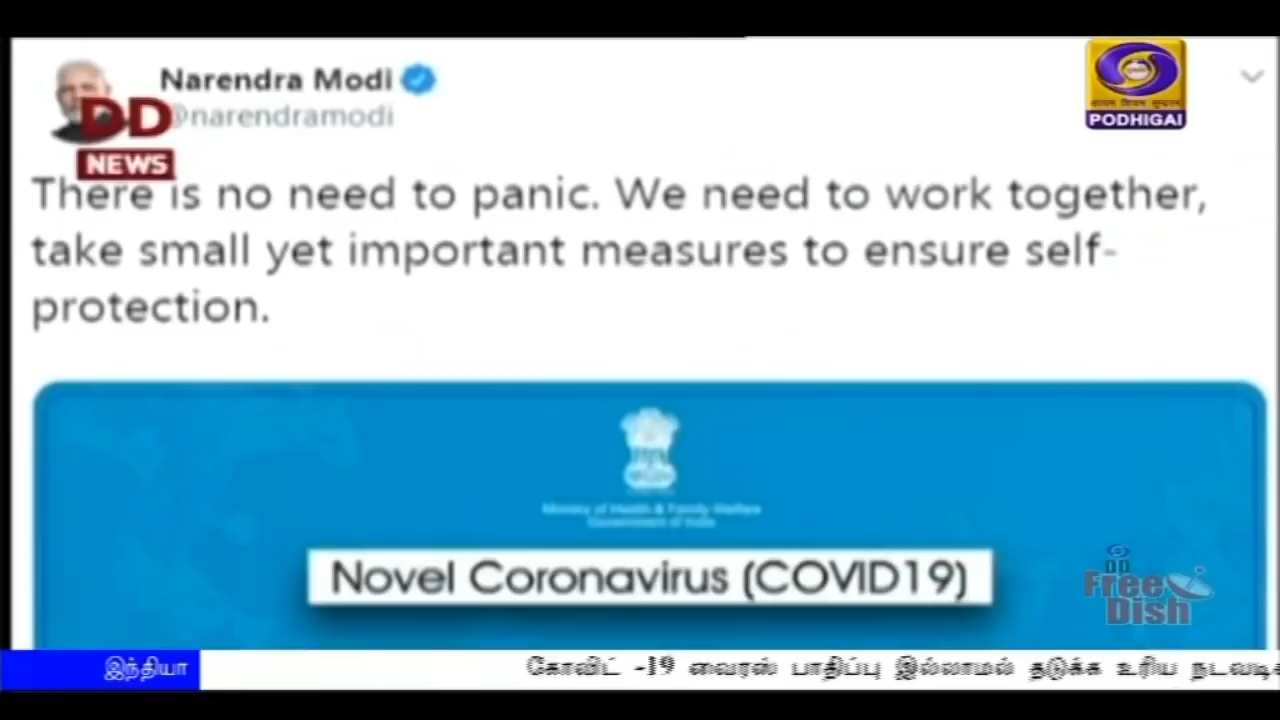 Narendra Modi
@narendramodi
DD
NEWS
PODHIGAI
There is no need to panic. We need to work together,
take small yet important measures to ensure self-
protection.
Ministry of Health & Family Welfare
Government of India
Novel Coronavirus (COVID19)
DD
Free
Dish
இந்தியா
கோவிட் -19 வைரஸ் பாதிப்பு இல்லாமல் தடுக்க உரிய